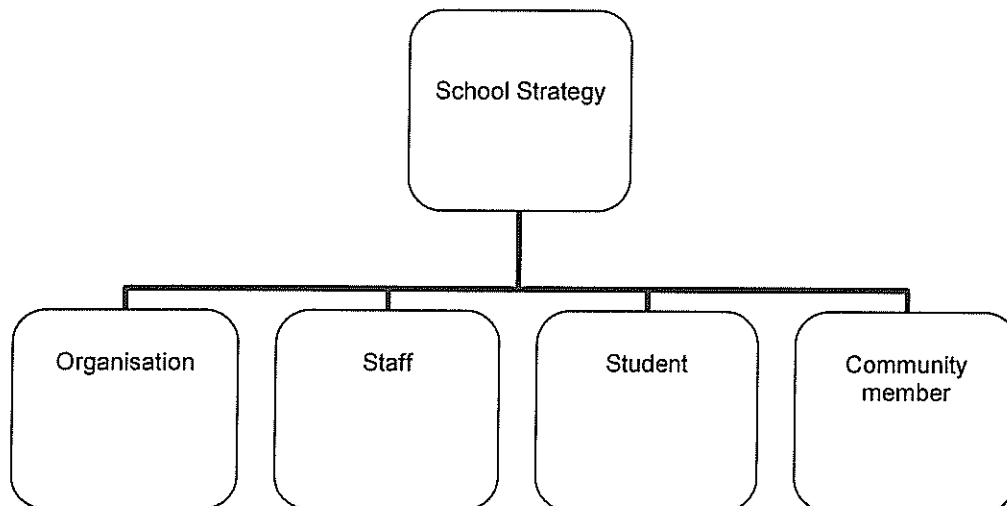 School Strategy
Organisation
Staff
Student
Community
member